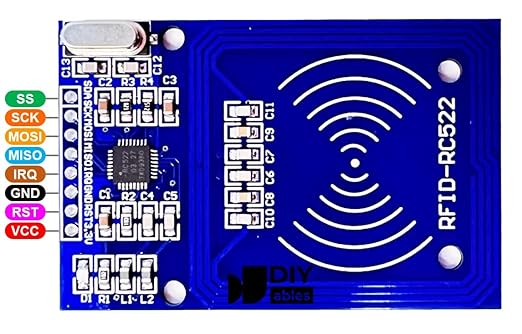 C13
C12
C2 R3 R4 C3
SS
SCK
MOSI
MISO
IRQ
GND
RST
VCC
SDA
SCK
MOSI
MISO
IRQ
GND
RST
3.3V
C11
C9
C7
C6
C8
C10
R2 C4 C5
D1 R1 L1 L2
RFID-RC522
DIY
ables